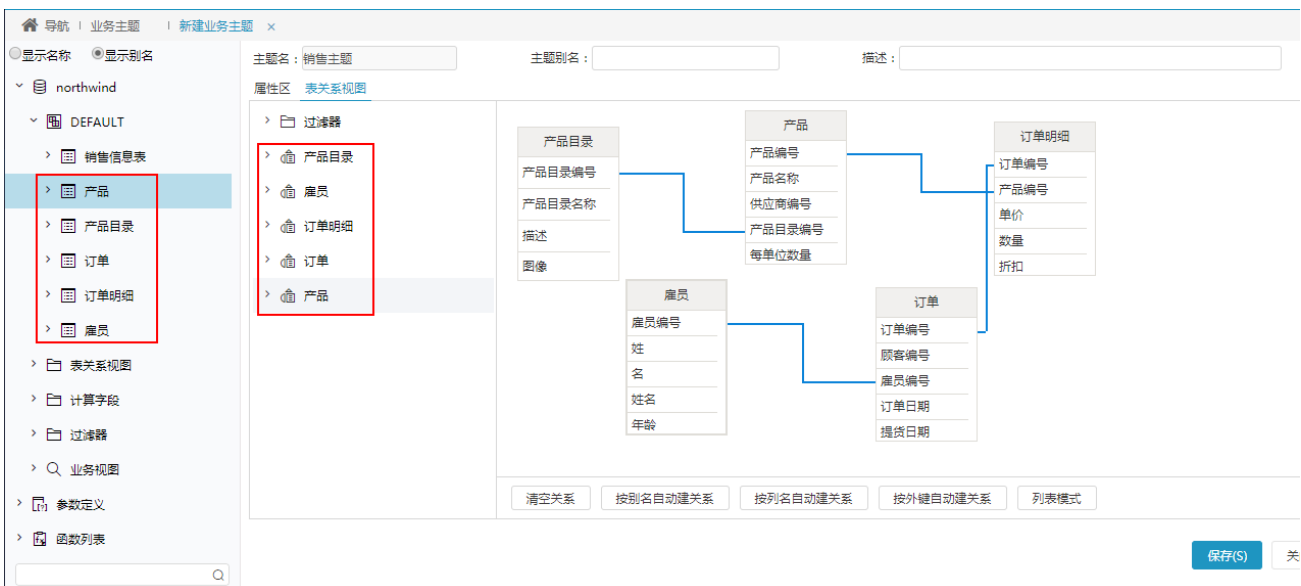 导航 业务主题 新建业务主题 ×
显示名称 显示别名
northwind
DEFAULT
销售信息表
产品
产品目录
订单
订单明细
雇员
表关系视图
计算字段
过滤器
业务视图
参数定义
函数列表
主题名： 销售主题 主题别名： 描述：
属性区 表关系视图
过滤器
产品目录
雇员
订单明细
订单
产品
产品目录
产品目录编号
产品目录名称
描述
图像
产品
产品编号
产品名称
供应商编号
产品目录编号
每单位数量
订单明细
订单编号
产品编号
单价
数量
折扣
雇员
雇员编号
姓
名
姓名
年龄
订单
订单编号
顾客编号
雇员编号
订单日期
提货日期
清空关系 按别名自动建关系 按列名自动建关系 按外键自动建关系 列表模式
保存(S) 关